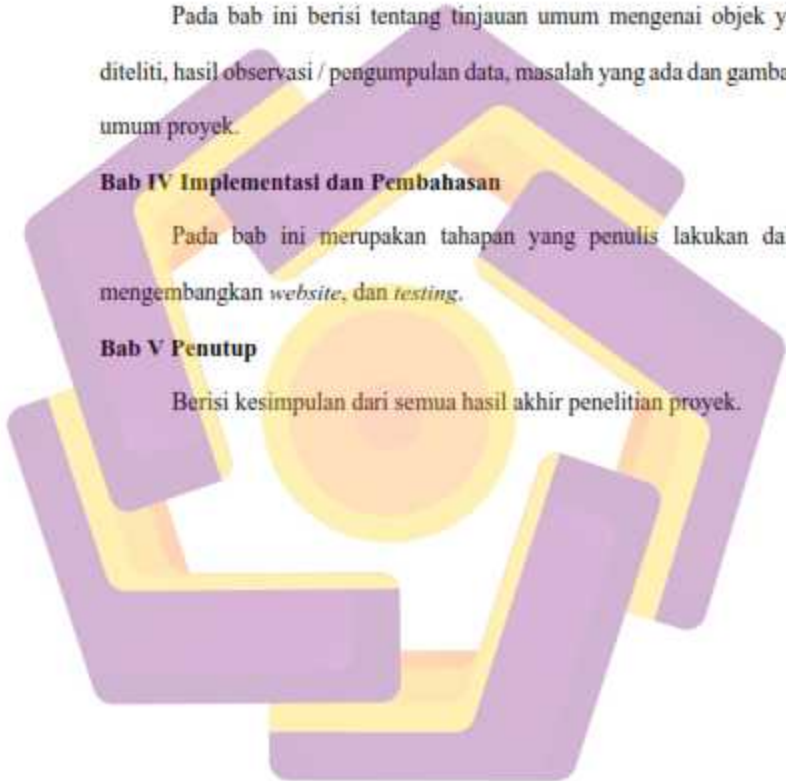 Pada bab ini berisi tentang tinjauan umum mengenai objek y
diteliti, hasil observasi / pengumpulan data, masalah yang ada dan gamba
umum proyek.
Bab IV Implementasi dan Pembahasan
Pada bab ini merupakan tahapan yang penulis lakukan dal
mengembangkan website, dan testing.
Bab V Penutup
Berisi kesimpulan dari semua hasil akhir penelitian proyek.